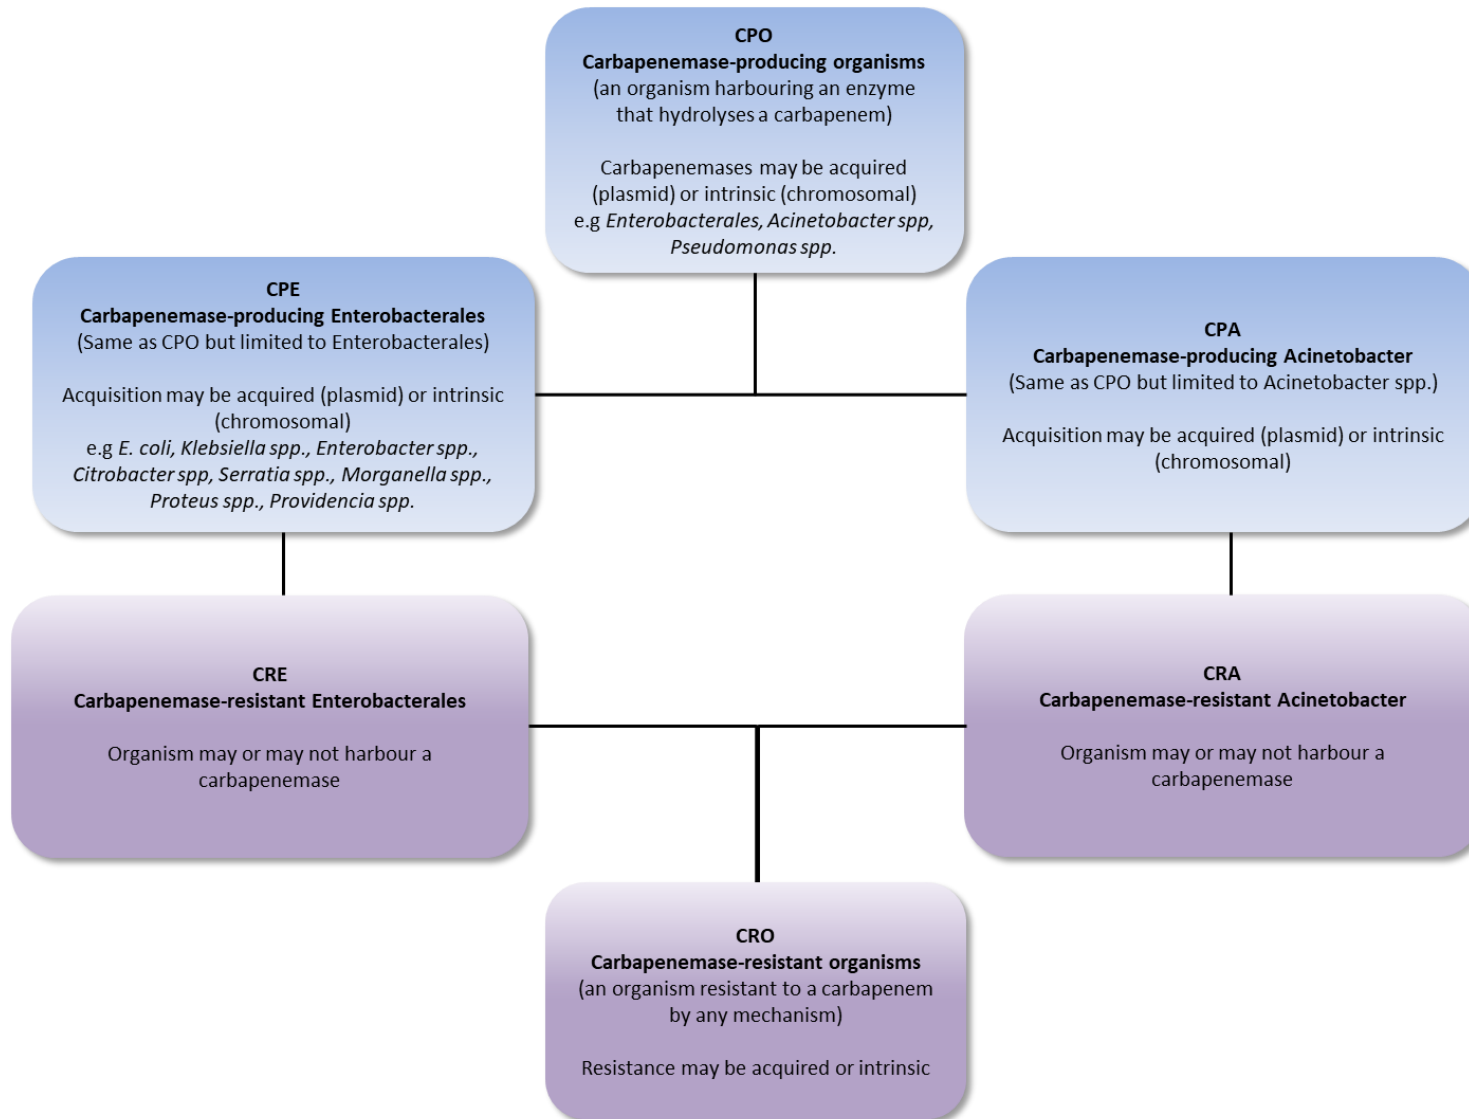 CPO
Carbapenemase-producing organisms
(an organism harbouring an enzyme
that hydrolyses a carbapenem)
Carbapenemases may be acquired
(plasmid) or intrinsic (chromosomal)
e.g Enterobacterales, Acinetobacter spp,
Pseudomonas spp.
CPE
Carbapenemase-producing Enterobacterales
(Same as CPO but limited to Enterobacterales)
Acquisition may be acquired (plasmid) or intrinsic
(chromosomal)
e.g E. coli, Klebsiella spp., Enterobacter spp.,
Citrobacter spp, Serratia spp., Morganella spp.,
Proteus spp., Providencia spp.
CPA
Carbapenemase-producing Acinetobacter
(Same as CPO but limited to Acinetobacter spp.)
Acquisition may be acquired (plasmid) or intrinsic
(chromosomal)
CRE
Carbapenemase-resistant Enterobacterales
Organism may or may not harbour a
carbapenemase
CRA
Carbapenemase-resistant Acinetobacter
Organism may or may not harbour a
carbapenemase
CRO
Carbapenemase-resistant organisms
(an organism resistant to a carbapenem
by any mechanism)
Resistance may be acquired or intrinsic